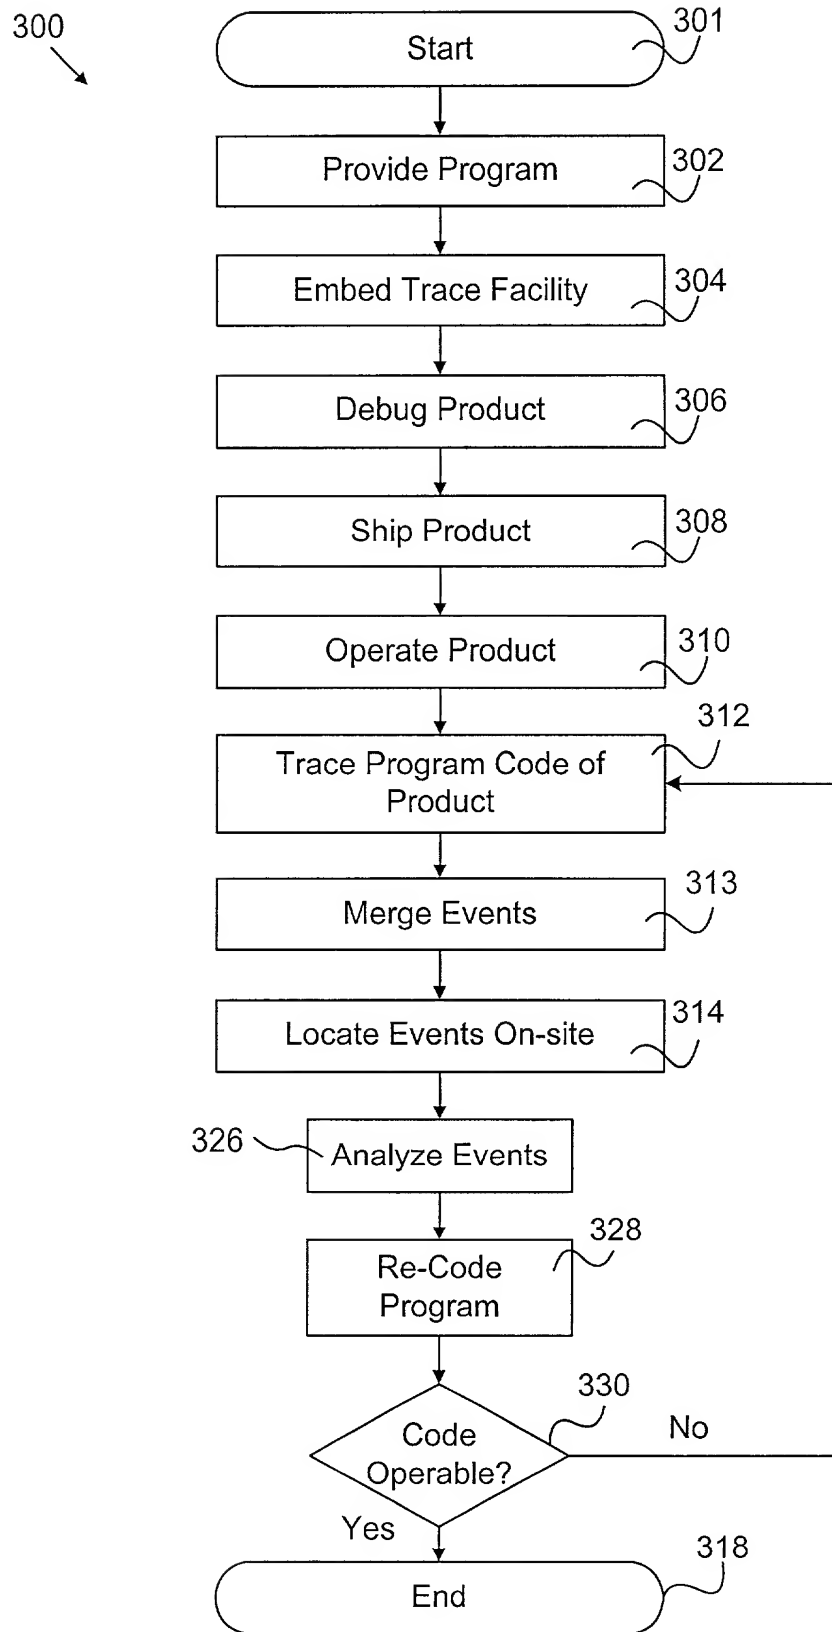 300
Start
301
Provide Program
302
Embed Trace Facility
304
Debug Product
306
Ship Product
308
Operate Product
310
312
Trace Program Code of
Product
Merge Events
313
Locate Events On-site
314
326
Analyze Events
328
Re-Code
Program
330
Code
Operable?
No
Yes
End
318